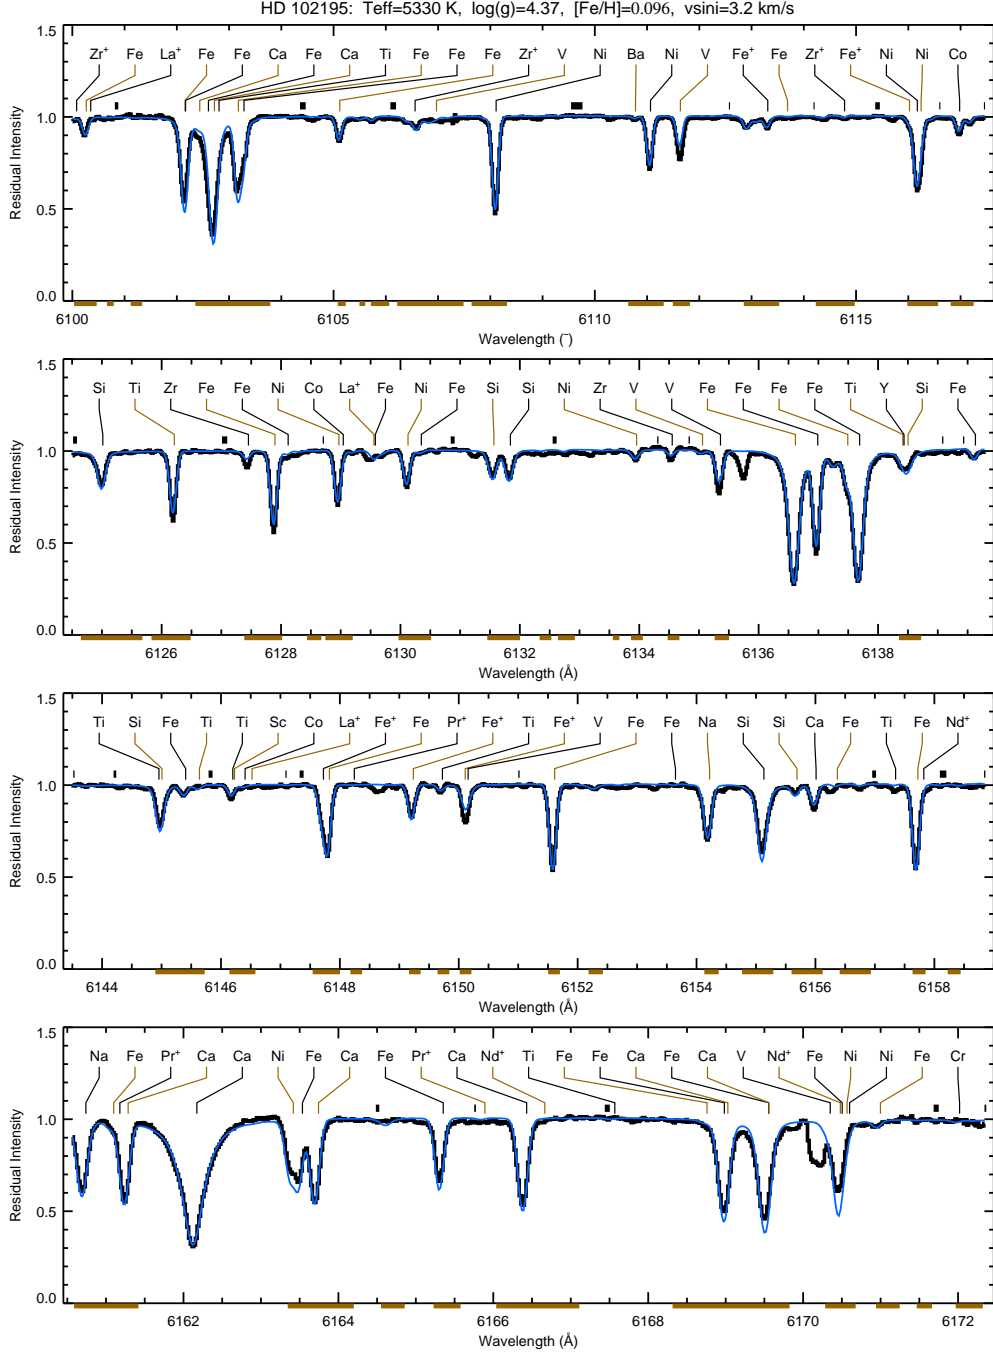 HD 102195: Teff=5330 K, log(g)=4.37, [Fe/H]=0.096, vsini=3.2 km/s
1.5
Zr+ Fe La+ Fe Fe Ca Fe Ca Ti Fe Fe Fe Zr+ V Ni Ba Ni V Fe+ Fe Zr+ Fe+ Ni Ni Co
1.0
Residual Intensity
0.5
0.0
6100 6105 6110 6115
Wavelength (¯)
1.5
Si Ti Zr Fe Fe Ni Co La+ Fe Ni Fe Si Si Ni Zr V V Fe Fe Fe Fe Ti Y Si Fe
1.0
Residual Intensity
0.5
0.0
6126 6128 6130 6132 6134 6136 6138
Wavelength (Å)
1.5
Ti Si Fe Ti Ti Sc Co La+ Fe+ Fe Pr+ Fe+ Ti Fe+ V Fe Fe Na Si Si Ca Fe Ti Fe Nd+
1.0
Residual Intensity
0.5
0.0
6144 6146 6148 6150 6152 6154 6156 6158
Wavelength (Å)
1.5
Na Fe Pr+ Ca Ca Ni Fe Ca Fe Pr+ Ca Nd+ Ti Fe Fe Ca Fe Ca V Nd+ Fe Ni Ni Fe Cr
1.0
Residual Intensity
0.5
0.0
6162 6164 6166 6168 6170 6172
Wavelength (Å)